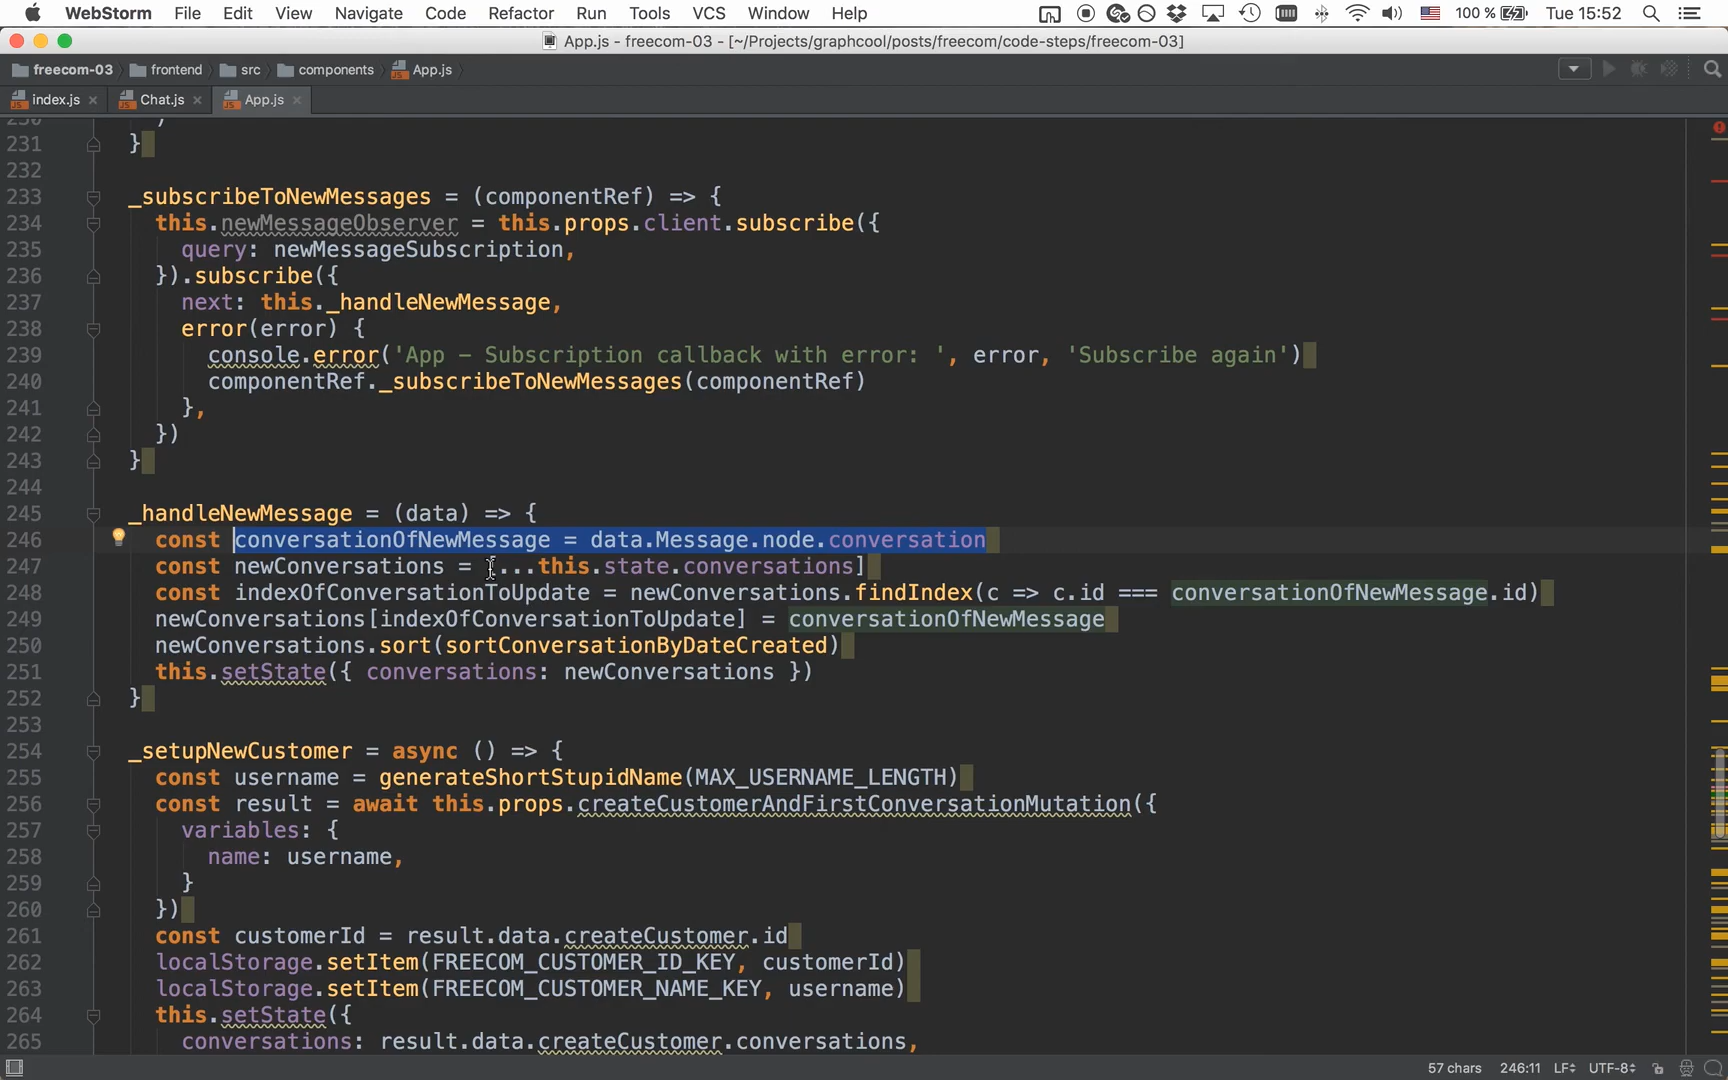 WebStorm File Edit View Navigate Code Refactor Run Tools VCS Window Help 100 % Tue 15:52
App.js - freecom-03 - [~/Projects/graphcool/posts/freecom/code-steps/freecom-03]
freecom-03 frontend src components App.js
index.js Chat.js App.js
231 }
232
233 _subscribeToNewMessages = (componentRef) => {
234 this.newMessageObserver = this.props.client.subscribe({
235 query: newMessageSubscription,
236 }).subscribe({
237 next: this._handleNewMessage,
238 error(error) {
239 console.error('App – Subscription callback with error: ', error, 'Subscribe again')
240 componentRef._subscribeToNewMessages(componentRef)
241 },
242 })
243 }
244
245 _handleNewMessage = (data) => {
246 const conversationOfNewMessage = data.Message.node.conversation
247 const newConversations = [...this.state.conversations]
248 const indexOfConversationToUpdate = newConversations.findIndex(c => c.id === conversationOfNewMessage.id)
249 newConversations[indexOfConversationToUpdate] = conversationOfNewMessage
250 newConversations.sort(sortConversationByDateCreated)
251 this.setState({ conversations: newConversations })
252 }
253
254 _setupNewCustomer = async () => {
255 const username = generateShortStupidName(MAX_USERNAME_LENGTH)
256 const result = await this.props.createCustomerAndFirstConversationMutation({
257 variables: {
258 name: username,
259 }
260 })
261 const customerId = result.data.createCustomer.id
262 localStorage.setItem(FREECOM_CUSTOMER_ID_KEY, customerId)
263 localStorage.setItem(FREECOM_CUSTOMER_NAME_KEY, username)
264 this.setState({
265 conversations: result.data.createCustomer.conversations,
57 chars 246:11 LF UTF-8